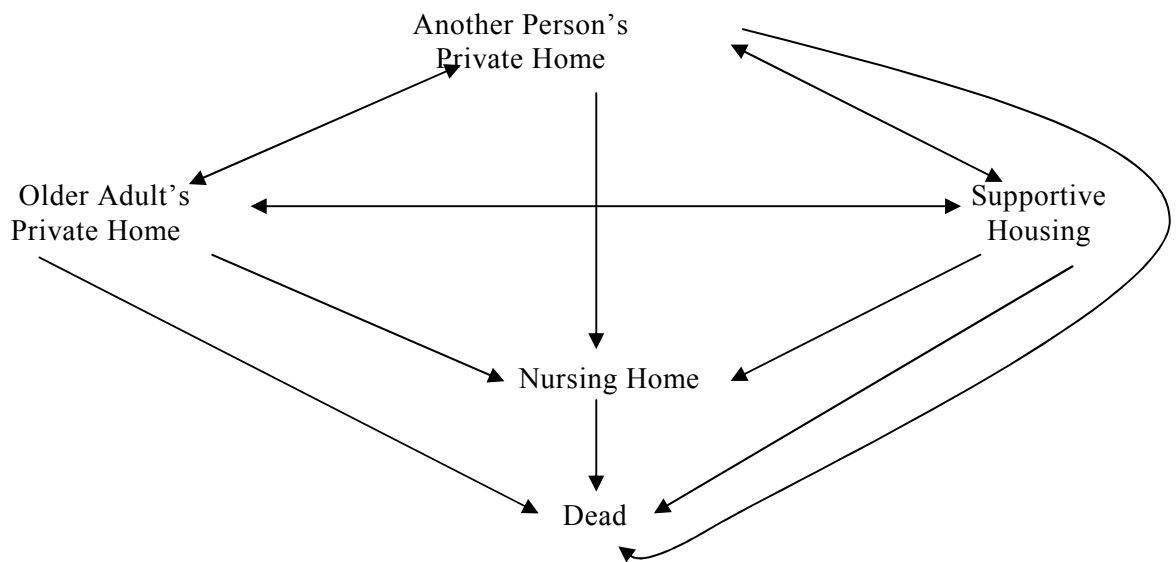 Another Person’s
Private Home
Older Adult’s
Private Home
Supportive
Housing
Nursing Home
Dead